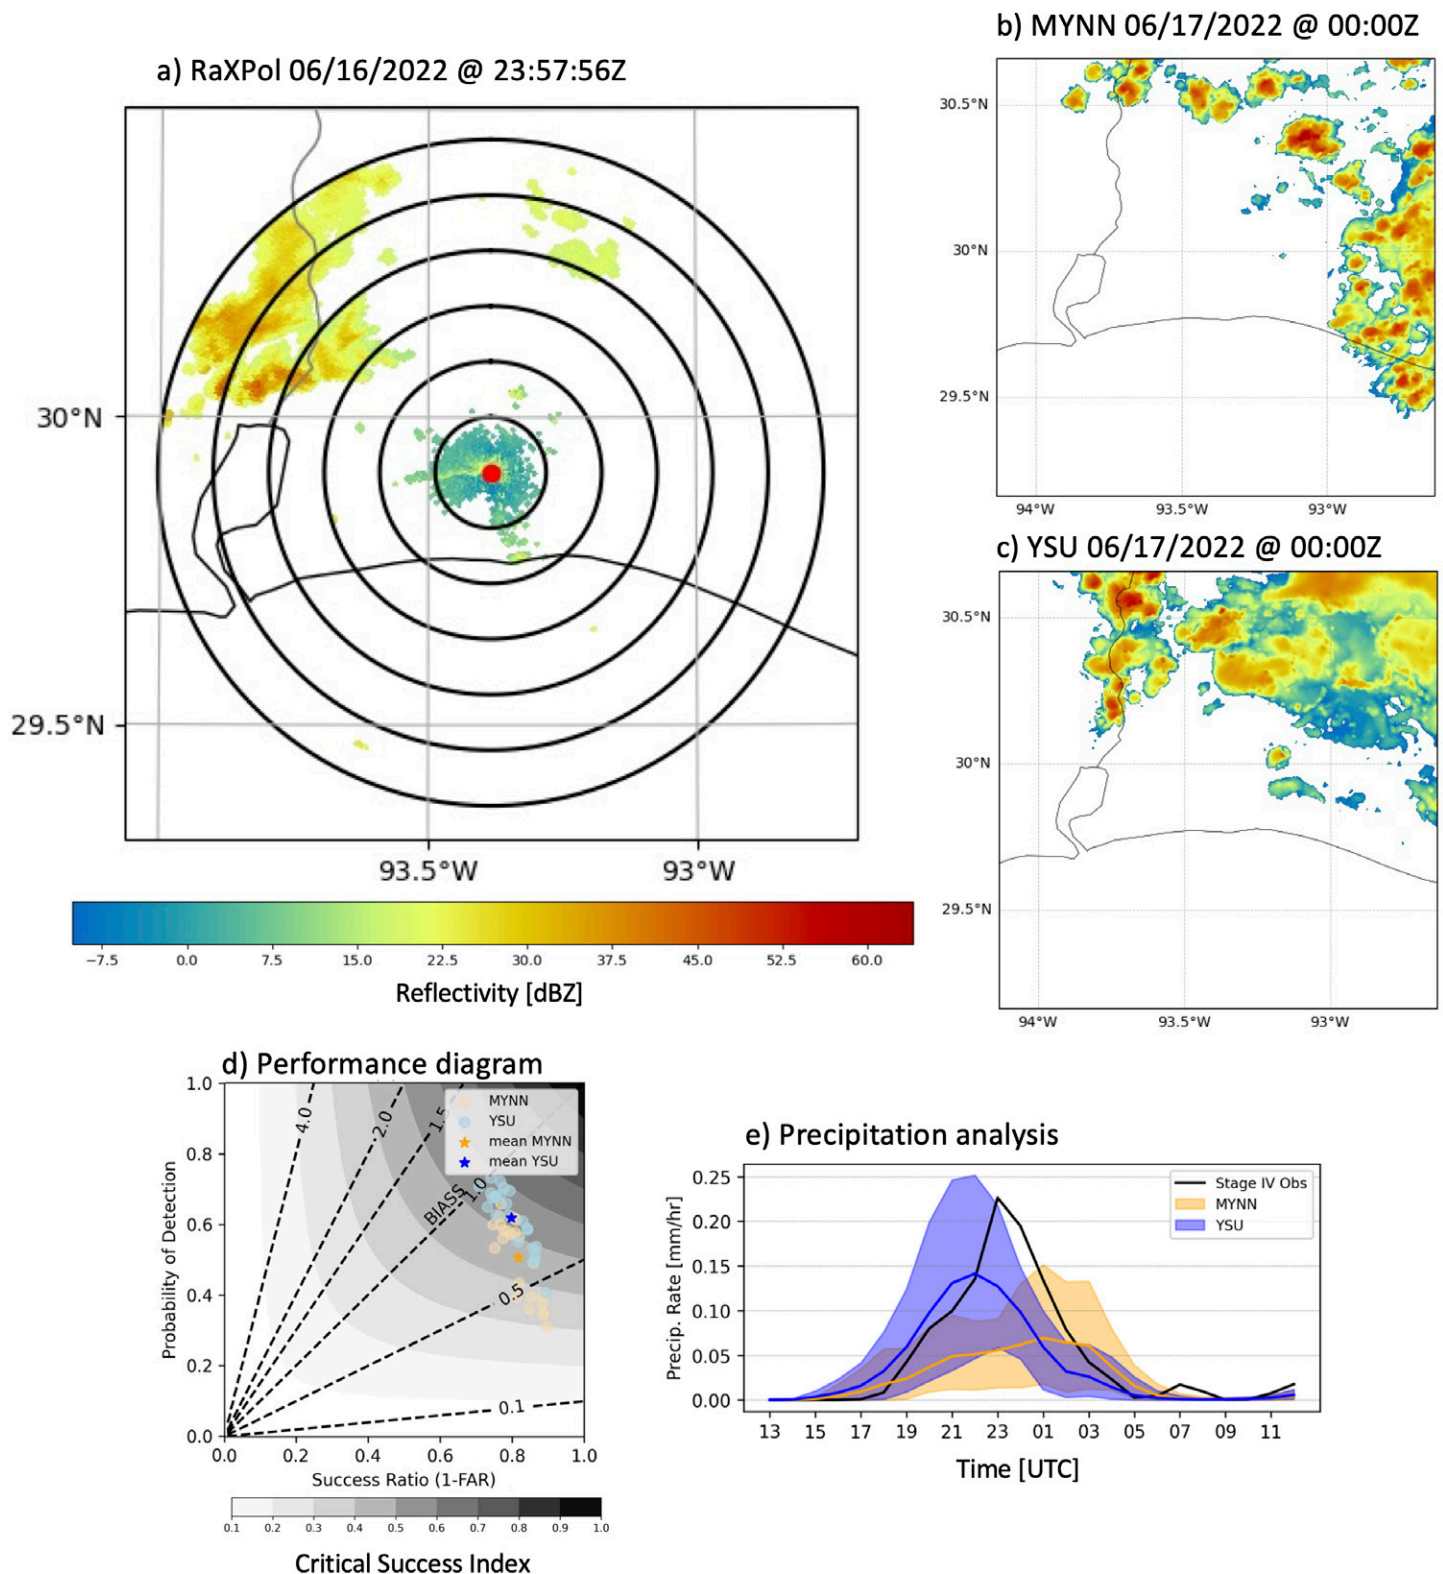 a) RaXPol 06/16/2022 @ 23:57:56Z
30°N
29.5°N
93.5°W 93°W
−7.5 0.0 7.5 15.0 22.5 30.0 37.5 45.0 52.5 60.0
Reflectivity [dBZ]
b) MYNN 06/17/2022 @ 00:00Z
30.5°N
30°N
29.5°N
94°W 93.5°W 93°W
c) YSU 06/17/2022 @ 00:00Z
30.5°N
30°N
29.5°N
94°W 93.5°W 93°W
d) Performance diagram
Probability of Detection
1.0
0.8
0.6
0.4
0.2
0.0
4.0
2.0
1.5
BIASS 1.0
0.5
0.1
MYNN
YSU
mean MYNN
mean YSU
0.0 0.2 0.4 0.6 0.8 1.0
Success Ratio (1-FAR)
0.1 0.2 0.3 0.4 0.5 0.6 0.7 0.8 0.9 1.0
Critical Success Index
e) Precipitation analysis
Precip. Rate [mm/hr]
0.25
0.20
0.15
0.10
0.05
0.00
Stage IV Obs
MYNN
YSU
13 15 17 19 21 23 01 03 05 07 09 11
Time [UTC]